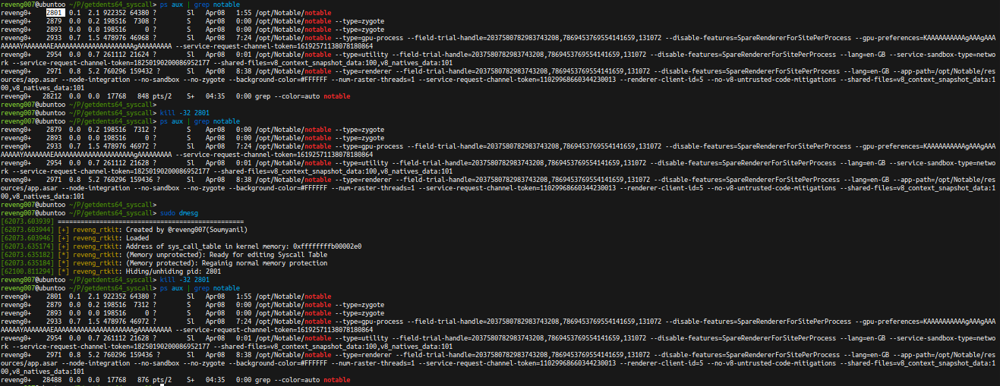 reveng007@ubuntoo ~/P/getdents64_syscall> ps aux | grep notable
reveng0+ 2801 0.1 2.1 922352 64380 ? Sl Apr08 1:55 /opt/Notable/notable
reveng0+ 2879 0.0 0.2 198516 7308 ? S Apr08 0:00 /opt/Notable/notable --type=zygote
reveng0+ 2893 0.0 0.0 198516 0 ? S Apr08 0:00 /opt/Notable/notable --type=zygote
reveng0+ 2933 0.7 1.5 478976 46968 ? Sl Apr08 7:24 /opt/Notable/notable --type=gpu-process --field-trial-handle=2037580782983743208,7869453769554141659,131072 --disable-features=SpareRendererForSitePerProcess --gpu-preferences=KAAAAAAAAAAgAAAgAAA
AAAAAYAAAAAAAEAAAAAAAAAAAAAAAAAAAAAAgAAAAAAAAA --service-request-channel-token=16192571138078180864
reveng0+ 2954 0.0 0.7 261112 21624 ? Sl Apr08 0:01 /opt/Notable/notable --type=utility --field-trial-handle=2037580782983743208,7869453769554141659,131072 --disable-features=SpareRendererForSitePerProcess --lang=en-GB --service-sandbox-type=netwo
rk --service-request-channel-token=18250190200086952177 --shared-files=v8_context_snapshot_data:100,v8_natives_data:101
reveng0+ 2971 0.8 5.2 760296 159432 ? Sl Apr08 8:38 /opt/Notable/notable --type=renderer --field-trial-handle=2037580782983743208,7869453769554141659,131072 --disable-features=SpareRendererForSitePerProcess --lang=en-GB --app-path=/opt/Notable/res
ources/app.asar --node-integration --no-sandbox --no-zygote --background-color=#FFFFFF --num-raster-threads=1 --service-request-channel-token=11029968660344230013 --renderer-client-id=5 --no-v8-untrusted-code-mitigations --shared-files=v8_context_snapshot_data:1
00,v8_natives_data:101
reveng0+ 28212 0.0 0.0 17768 848 pts/2 S+ 04:35 0:00 grep --color=auto notable
reveng007@ubuntoo ~/P/getdents64_syscall>
reveng007@ubuntoo ~/P/getdents64_syscall> kill -32 2801
reveng007@ubuntoo ~/P/getdents64_syscall> ps aux | grep notable
reveng0+ 2879 0.0 0.2 198516 7312 ? S Apr08 0:00 /opt/Notable/notable --type=zygote
reveng0+ 2893 0.0 0.0 198516 0 ? S Apr08 0:00 /opt/Notable/notable --type=zygote
reveng0+ 2933 0.7 1.5 478976 46972 ? Sl Apr08 7:24 /opt/Notable/notable --type=gpu-process --field-trial-handle=2037580782983743208,7869453769554141659,131072 --disable-features=SpareRendererForSitePerProcess --gpu-preferences=KAAAAAAAAAAgAAAgAAA
AAAAAYAAAAAAAEAAAAAAAAAAAAAAAAAAAAAAgAAAAAAAAA --service-request-channel-token=16192571138078180864
reveng0+ 2954 0.0 0.7 261112 21628 ? Sl Apr08 0:01 /opt/Notable/notable --type=utility --field-trial-handle=2037580782983743208,7869453769554141659,131072 --disable-features=SpareRendererForSitePerProcess --lang=en-GB --service-sandbox-type=netwo
rk --service-request-channel-token=18250190200086952177 --shared-files=v8_context_snapshot_data:100,v8_natives_data:101
reveng0+ 2971 0.8 5.2 760296 159436 ? Sl Apr08 8:38 /opt/Notable/notable --type=renderer --field-trial-handle=2037580782983743208,7869453769554141659,131072 --disable-features=SpareRendererForSitePerProcess --lang=en-GB --app-path=/opt/Notable/res
ources/app.asar --node-integration --no-sandbox --no-zygote --background-color=#FFFFFF --num-raster-threads=1 --service-request-channel-token=11029968660344230013 --renderer-client-id=5 --no-v8-untrusted-code-mitigations --shared-files=v8_context_snapshot_data:1
00,v8_natives_data:101
reveng007@ubuntoo ~/P/getdents64_syscall>
reveng007@ubuntoo ~/P/getdents64_syscall> sudo dmesg
[62073.603939] =================================================
[62073.603944] [+] reveng_rtkit: Created by @reveng007(Soumyanil)
[62073.603946] [+] reveng_rtkit: Loaded
[62073.635174] [+] reveng_rtkit: Address of sys_call_table in kernel memory: 0xffffffffb00002e0
[62073.635182] [*] reveng_rtkit: (Memory unprotected): Ready for editing Syscall Table
[62073.635184] [*] reveng_rtkit: (Memory protected): Regainig normal memory protection
[62100.811294] [*] reveng_rtkit: Hiding/unhiding pid: 2801
reveng007@ubuntoo ~/P/getdents64_syscall> kill -32 2801
reveng007@ubuntoo ~/P/getdents64_syscall> ps aux | grep notable
reveng0+ 2801 0.1 2.1 922352 64380 ? Sl Apr08 1:55 /opt/Notable/notable
reveng0+ 2879 0.0 0.2 198516 7312 ? S Apr08 0:00 /opt/Notable/notable --type=zygote
reveng0+ 2893 0.0 0.0 198516 0 ? S Apr08 0:00 /opt/Notable/notable --type=zygote
reveng0+ 2933 0.7 1.5 478976 46972 ? Sl Apr08 7:24 /opt/Notable/notable --type=gpu-process --field-trial-handle=2037580782983743208,7869453769554141659,131072 --disable-features=SpareRendererForSitePerProcess --gpu-preferences=KAAAAAAAAAAgAAAgAAA
AAAAAYAAAAAAAEAAAAAAAAAAAAAAAAAAAAAAgAAAAAAAAA --service-request-channel-token=16192571138078180864
reveng0+ 2954 0.0 0.7 261112 21628 ? Sl Apr08 0:01 /opt/Notable/notable --type=utility --field-trial-handle=2037580782983743208,7869453769554141659,131072 --disable-features=SpareRendererForSitePerProcess --lang=en-GB --service-sandbox-type=netwo
rk --service-request-channel-token=18250190200086952177 --shared-files=v8_context_snapshot_data:100,v8_natives_data:101
reveng0+ 2971 0.8 5.2 760296 159436 ? Sl Apr08 8:38 /opt/Notable/notable --type=renderer --field-trial-handle=2037580782983743208,7869453769554141659,131072 --disable-features=SpareRendererForSitePerProcess --lang=en-GB --app-path=/opt/Notable/res
ources/app.asar --node-integration --no-sandbox --no-zygote --background-color=#FFFFFF --num-raster-threads=1 --service-request-channel-token=11029968660344230013 --renderer-client-id=5 --no-v8-untrusted-code-mitigations --shared-files=v8_context_snapshot_data:1
00,v8_natives_data:101
reveng0+ 28488 0.0 0.0 17768 876 pts/2 S+ 04:35 0:00 grep --color=auto notable
reveng007@ubuntoo ~/P/getdents64_syscall>